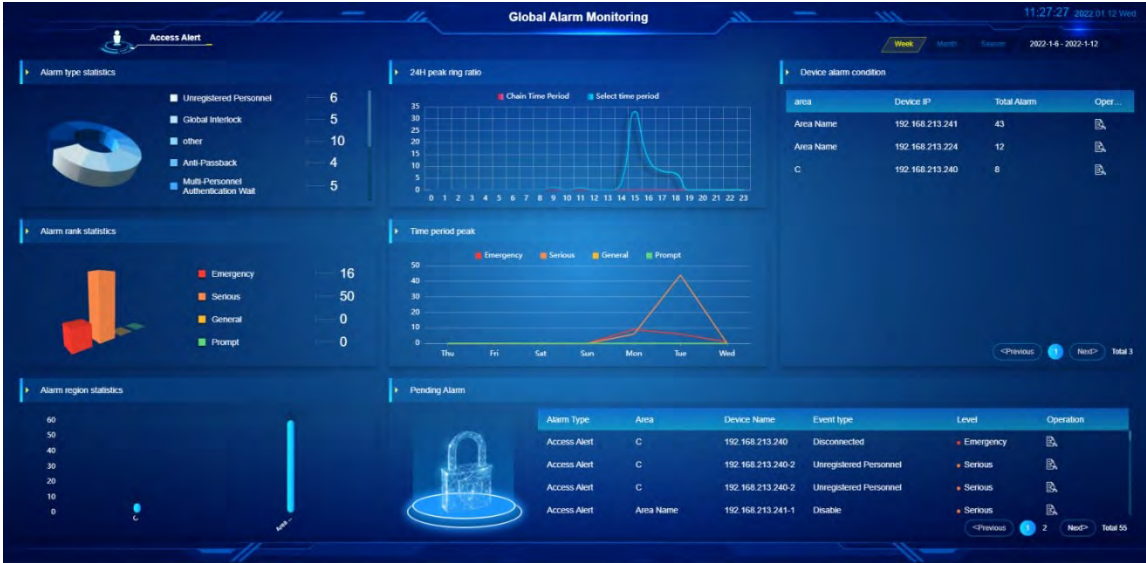 Global Alarm Monitoring
11:27:27 2022.01.12 Wed
Access Alert
Week Month Season 2022-1-6 - 2022-1-12
Alarm type statistics
Unregistered Personnel 6
Global Interlock 5
other 10
Anti-Passback 4
Multi-Personnel
Authentication Wait 5
24H peak ring ratio
Chain Time Period Select time period
35
30
25
20
15
10
5
0
0 1 2 3 4 5 6 7 8 9 10 11 12 13 14 15 16 17 18 19 20 21 22 23
Device alarm condition
area Device IP Total Alarm Oper...
Area Name 192.168.213.241 43
Area Name 192.168.213.224 12
C 192.168.213.240 8
<Previous 1 Next> Total 3
Alarm rank statistics
Emergency 16
Serious 50
General 0
Prompt 0
Time period peak
Emergency Serious General Prompt
50
40
30
20
10
0
Thu Fri Sat Sun Mon Tue Wed
Alarm region statistics
60
50
40
30
20
10
0
C Area ...
Pending Alarm
Alarm Type Area Device Name Event type Level Operation
Access Alert C 192.168.213.240 Disconnected Emergency
Access Alert C 192.168.213.240-2 Unregistered Personnel Serious
Access Alert C 192.168.213.240-2 Unregistered Personnel Serious
Access Alert Area Name 192.168.213.241-1 Disable Serious
<Previous 1 2 Next> Total 55